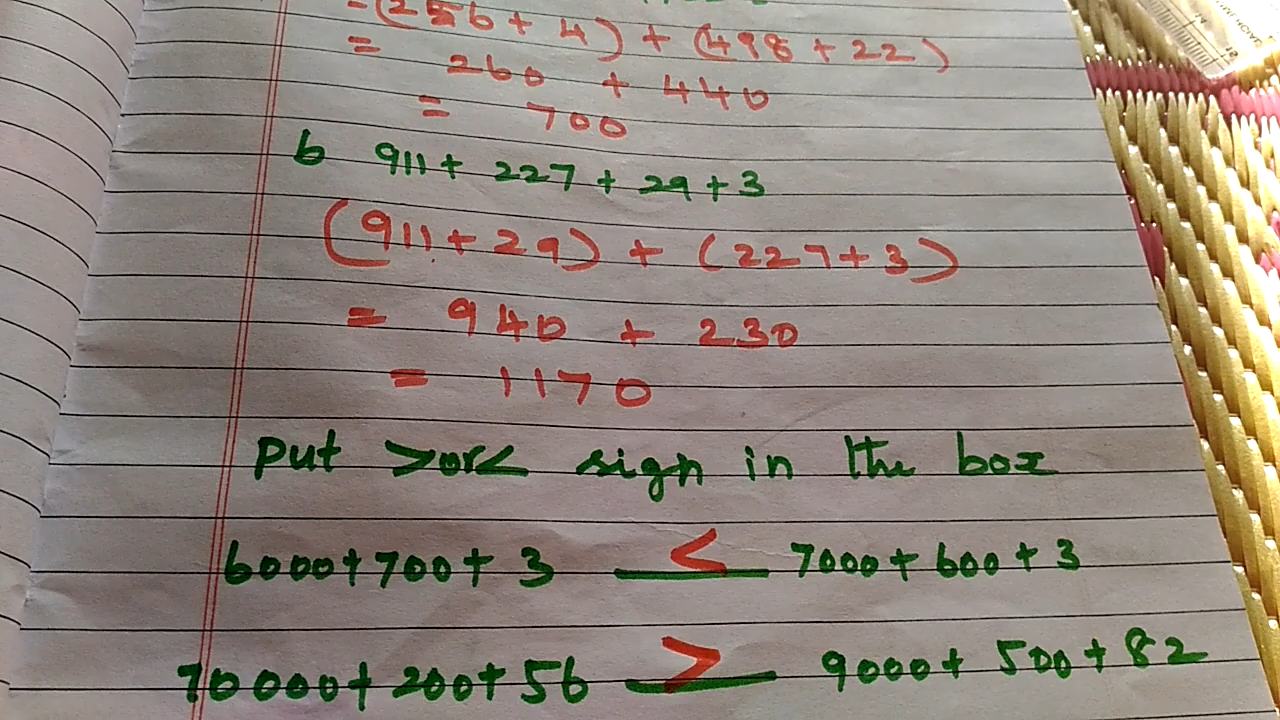 =(256+4)+(498+22)
= 260 + 440
= 700
b 911+ 227+ 29+3
(911+29) + (227+3)
= 940 + 230
= 1170
put >or< sign in the box
6000+700+ 3 < 7000+600+3
70000+200+56 > 9000+ 500+82